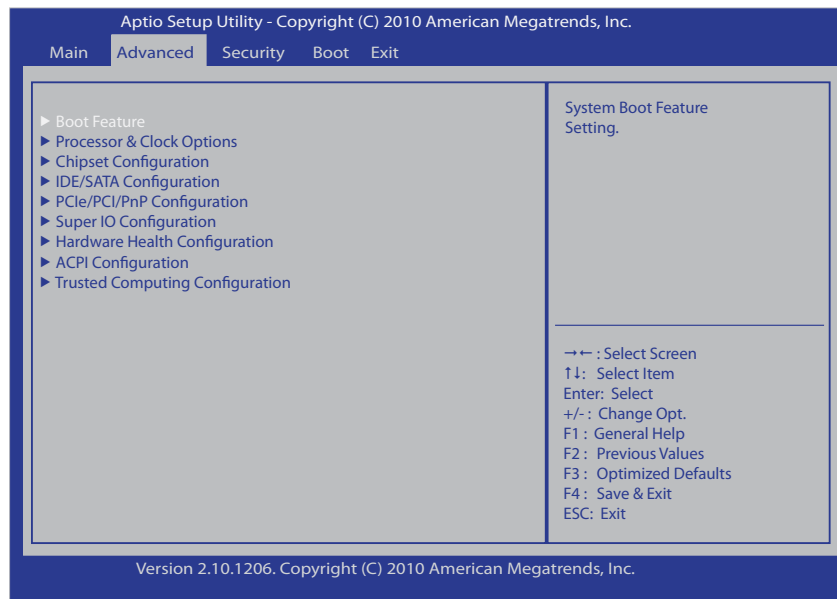 Aptio Setup Utility - Copyright (C) 2010 American Megatrends, Inc.
Main Advanced Security Boot Exit
▶ Boot Feature
▶ Processor & Clock Options
▶ Chipset Configuration
▶ IDE/SATA Configuration
▶ PCIe/PCI/PnP Configuration
▶ Super IO Configuration
▶ Hardware Health Configuration
▶ ACPI Configuration
▶ Trusted Computing Configuration
System Boot Feature
Setting.
→← : Select Screen
↑↓: Select Item
Enter: Select
+/- : Change Opt.
F1 : General Help
F2 : Previous Values
F3 : Optimized Defaults
F4 : Save & Exit
ESC: Exit
Version 2.10.1206. Copyright (C) 2010 American Megatrends, Inc.